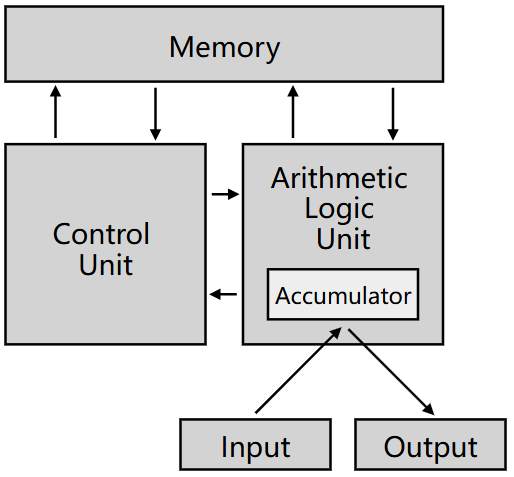 Memory
Control
Unit
Arithmetic
Logic
Unit
Accumulator
Input
Output